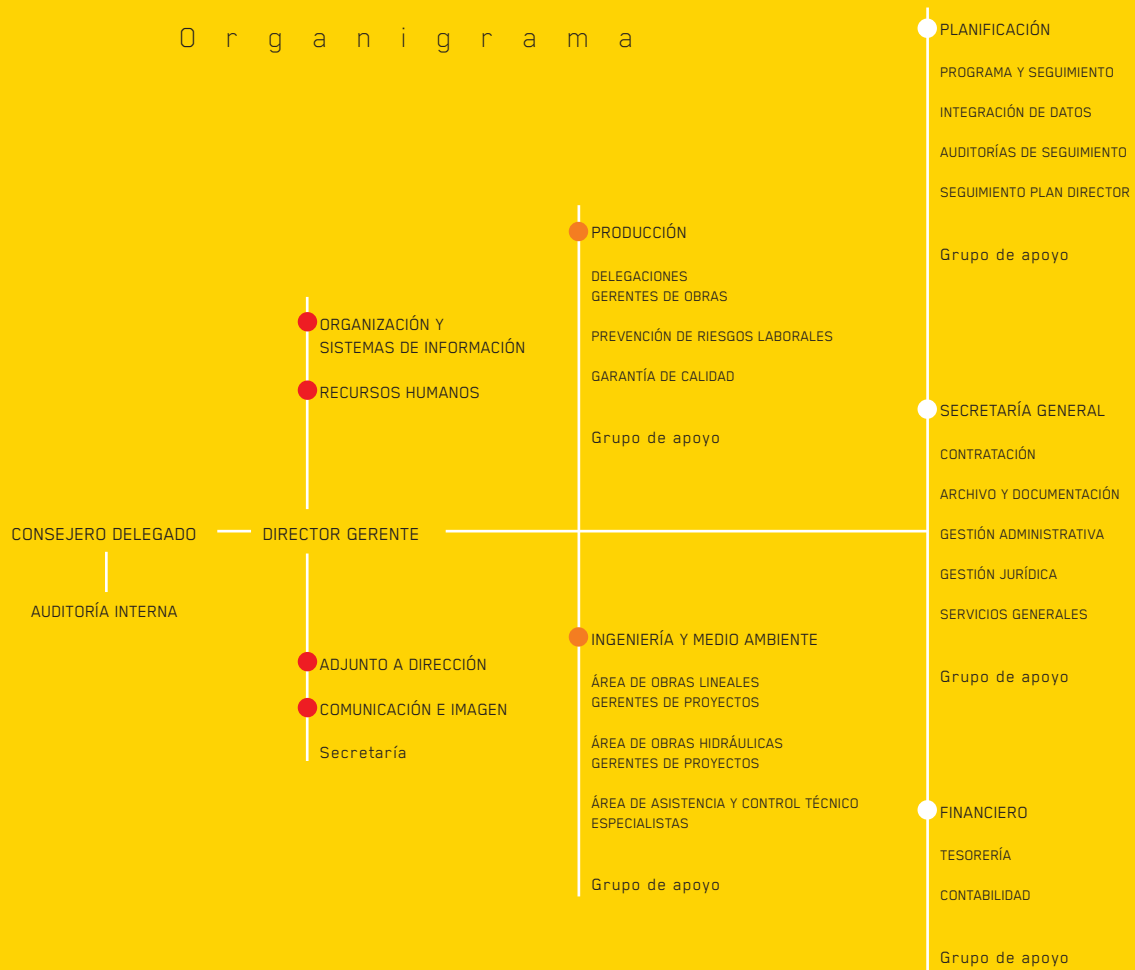 Organigrama
CONSEJERO DELEGADO
AUDITORÍA INTERNA
DIRECTOR GERENTE
ORGANIZACIÓN Y
SISTEMAS DE INFORMACIÓN
RECURSOS HUMANOS
ADJUNTO A DIRECCIÓN
COMUNICACIÓN E IMAGEN
Secretaría
PRODUCCIÓN
DELEGACIONES
GERENTES DE OBRAS
PREVENCIÓN DE RIESGOS LABORALES
GARANTÍA DE CALIDAD
Grupo de apoyo
INGENIERÍA Y MEDIO AMBIENTE
ÁREA DE OBRAS LINEALES
GERENTES DE PROYECTOS
ÁREA DE OBRAS HIDRÁULICAS
GERENTES DE PROYECTOS
ÁREA DE ASISTENCIA Y CONTROL TÉCNICO
ESPECIALISTAS
Grupo de apoyo
PLANIFICACIÓN
PROGRAMA Y SEGUIMIENTO
INTEGRACIÓN DE DATOS
AUDITORÍAS DE SEGUIMIENTO
SEGUIMIENTO PLAN DIRECTOR
Grupo de apoyo
SECRETARÍA GENERAL
CONTRATACIÓN
ARCHIVO Y DOCUMENTACIÓN
GESTIÓN ADMINISTRATIVA
GESTIÓN JURÍDICA
SERVICIOS GENERALES
Grupo de apoyo
FINANCIERO
TESORERÍA
CONTABILIDAD
Grupo de apoyo